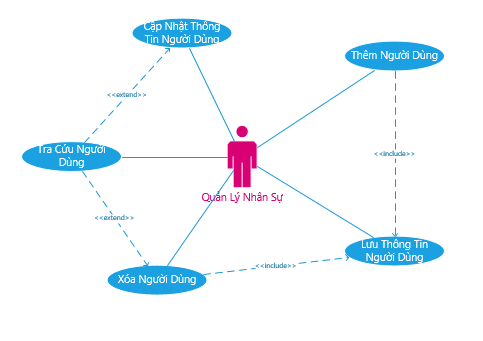 Cập Nhật Thông
Tin Người Dùng
Thêm Người Dùng
<<extend>>
Tra Cứu Người
Dùng
<<include>>
Quản Lý Nhân Sự
<<extend>>
Lưu Thông Tin
Người Dùng
Xóa Người Dùng
<<include>>